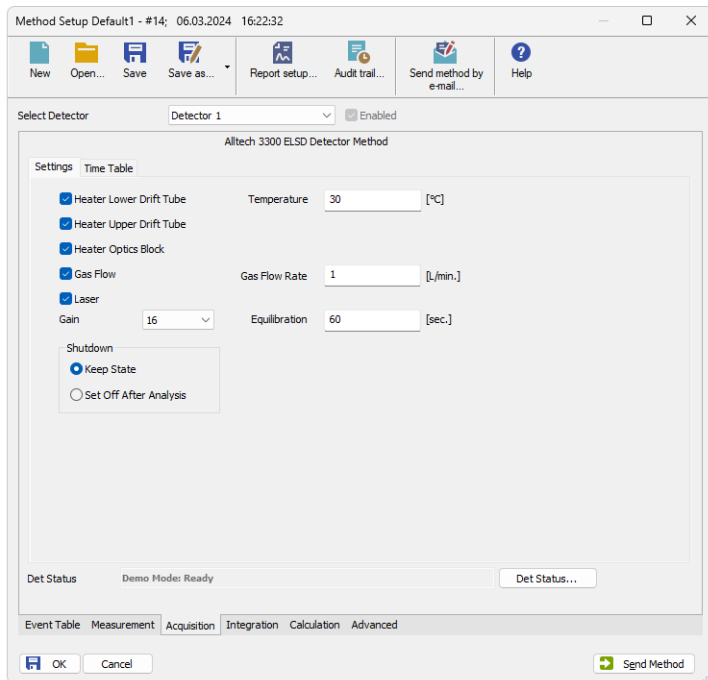 Method Setup Default1 - #14;   06.03.2024   16:22:32
New Open... Save Save as... Report setup... Audit trail... Send method by e-mail... Help
Select Detector Detector 1 Enabled
Alltech 3300 ELSD Detector Method
Settings Time Table
Heater Lower Drift Tube Temperature 30 [°C]
Heater Upper Drift Tube
Heater Optics Block
Gas Flow Gas Flow Rate 1 [L/min.]
Laser
Gain 16 Equilibration 60 [sec.]
Shutdown
Keep State
Set Off After Analysis
Det Status Demo Mode: Ready Det Status...
Event Table Measurement Acquisition Integration Calculation Advanced
OK Cancel Send Method